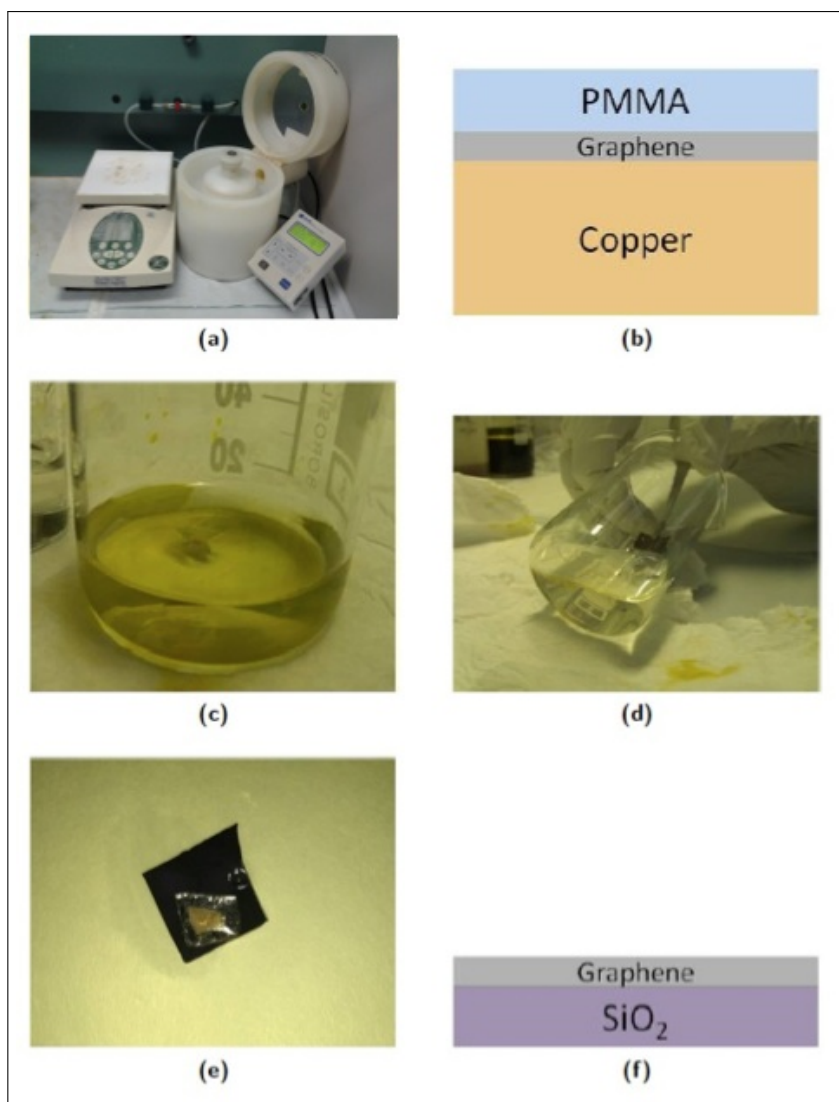 PMMA
Graphene
Copper
(a)
(b)
40
20
(c)
(d)
(e)
Graphene
SiO₂
(f)